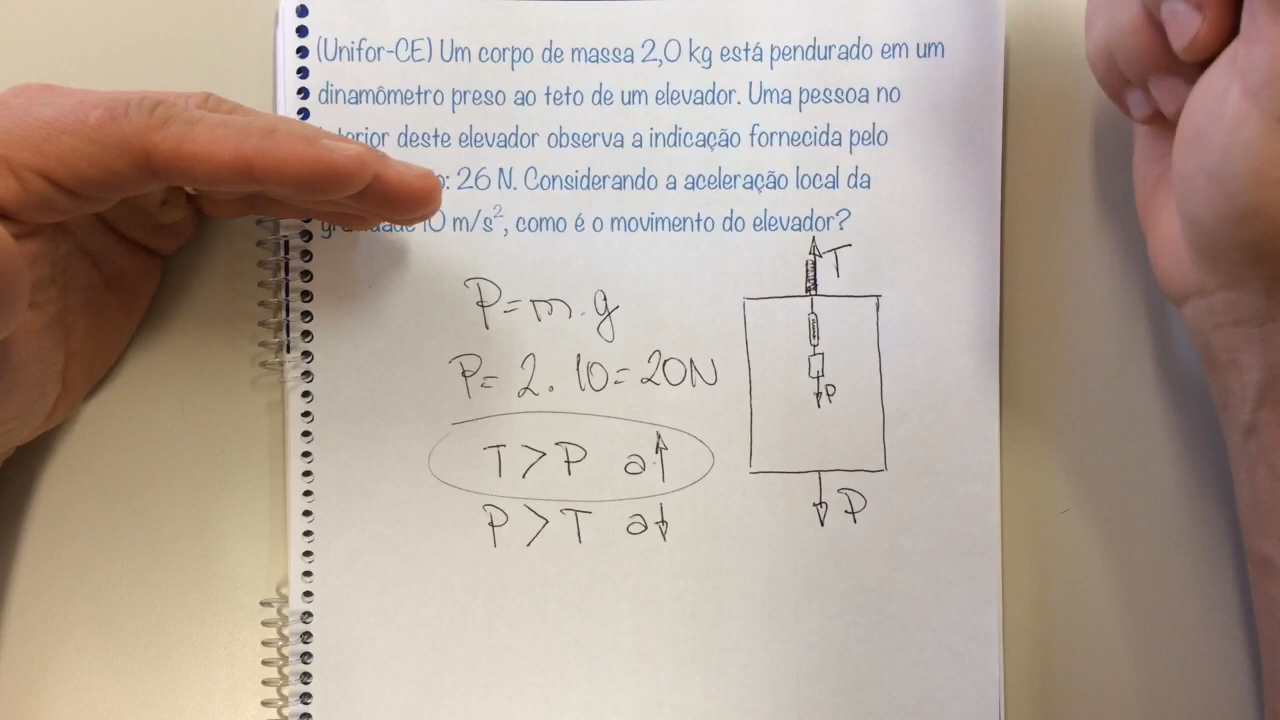 (Unifor-CE) Um corpo de massa 2,0 kg está pendurado em um
dinamômetro preso ao teto de um elevador. Uma pessoa no
deste elevador observa a indicação fornecida pelo
: 26 N. Considerando a aceleração local da
10 m/s², como é o movimento do elevador?
T
P = m.g
P = 2. 10 = 20N
P
T > P a↑
P > T a↓
P